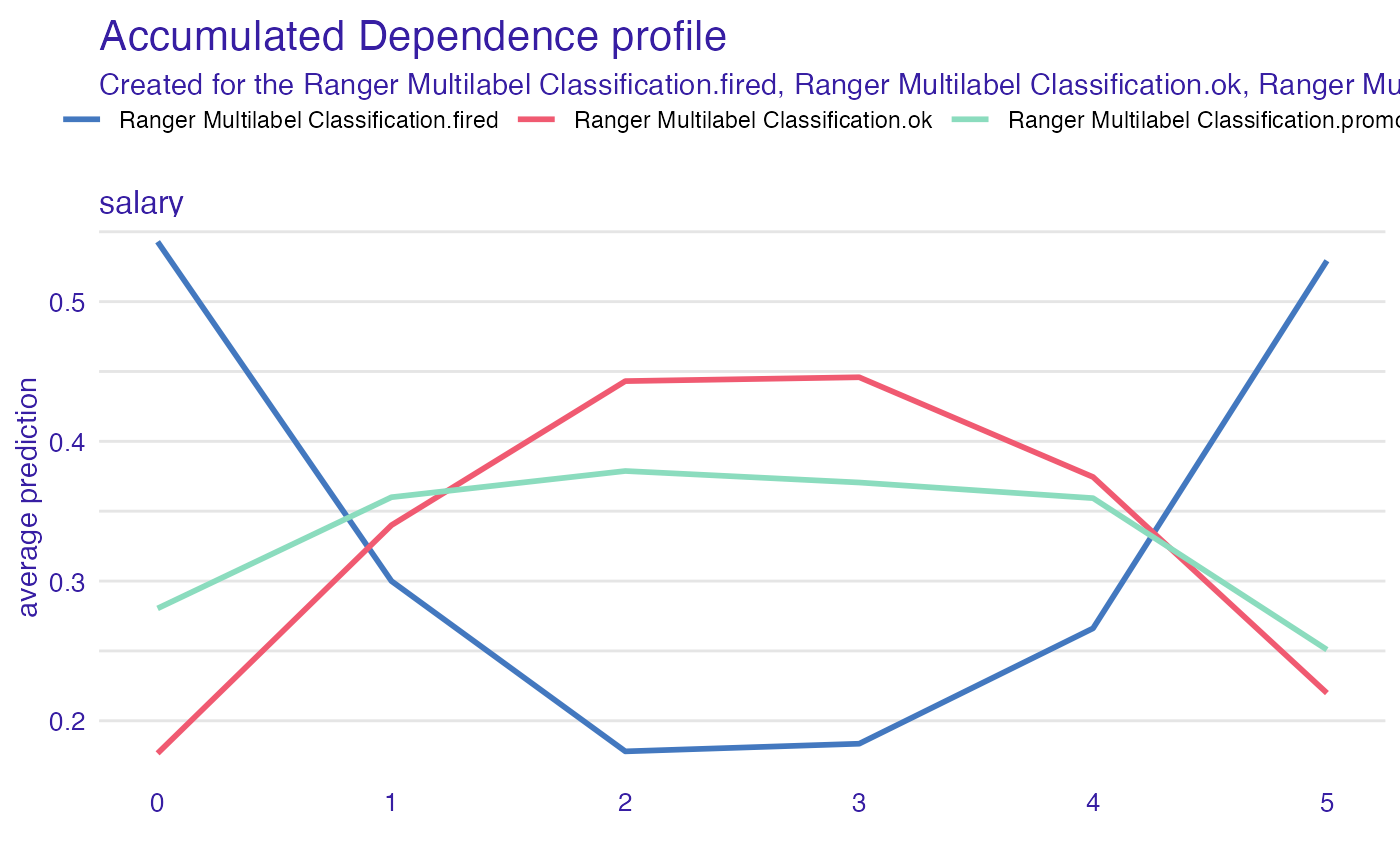 Accumulated Dependence profile
Created for the Ranger Multilabel Classification.fired, Ranger Multilabel Classification.ok, Ranger Mu
Ranger Multilabel Classification.fired Ranger Multilabel Classification.ok Ranger Multilabel Classification.promo
salary
average prediction
0.5
0.4
0.3
0.2
0 1 2 3 4 5